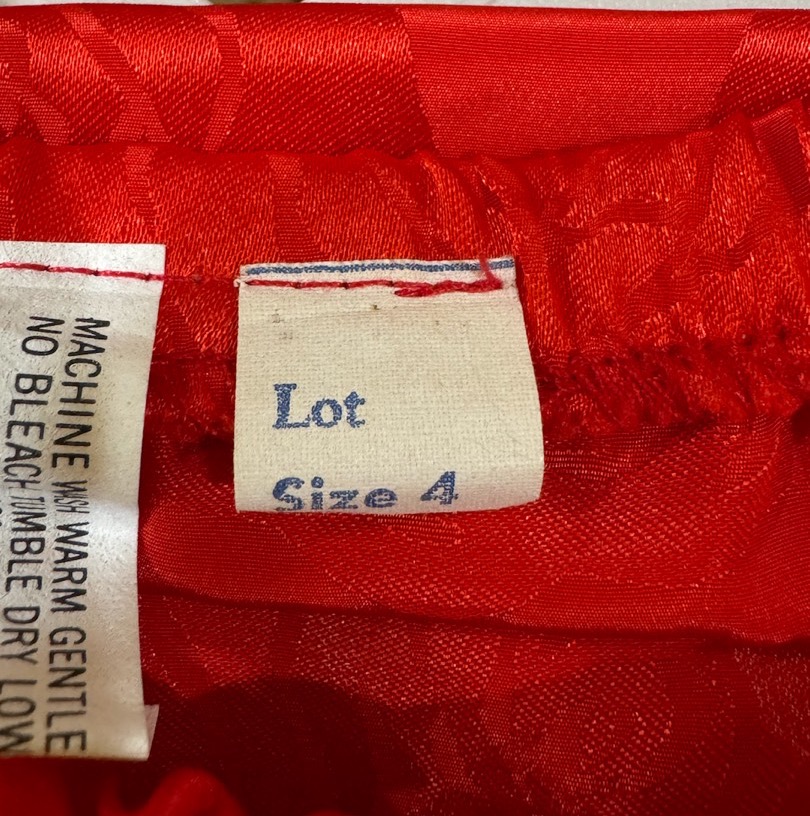 MACHINE WASH WARM GENTLE
NO BLEACH TUMBLE DRY LOW
Lot
Size 4